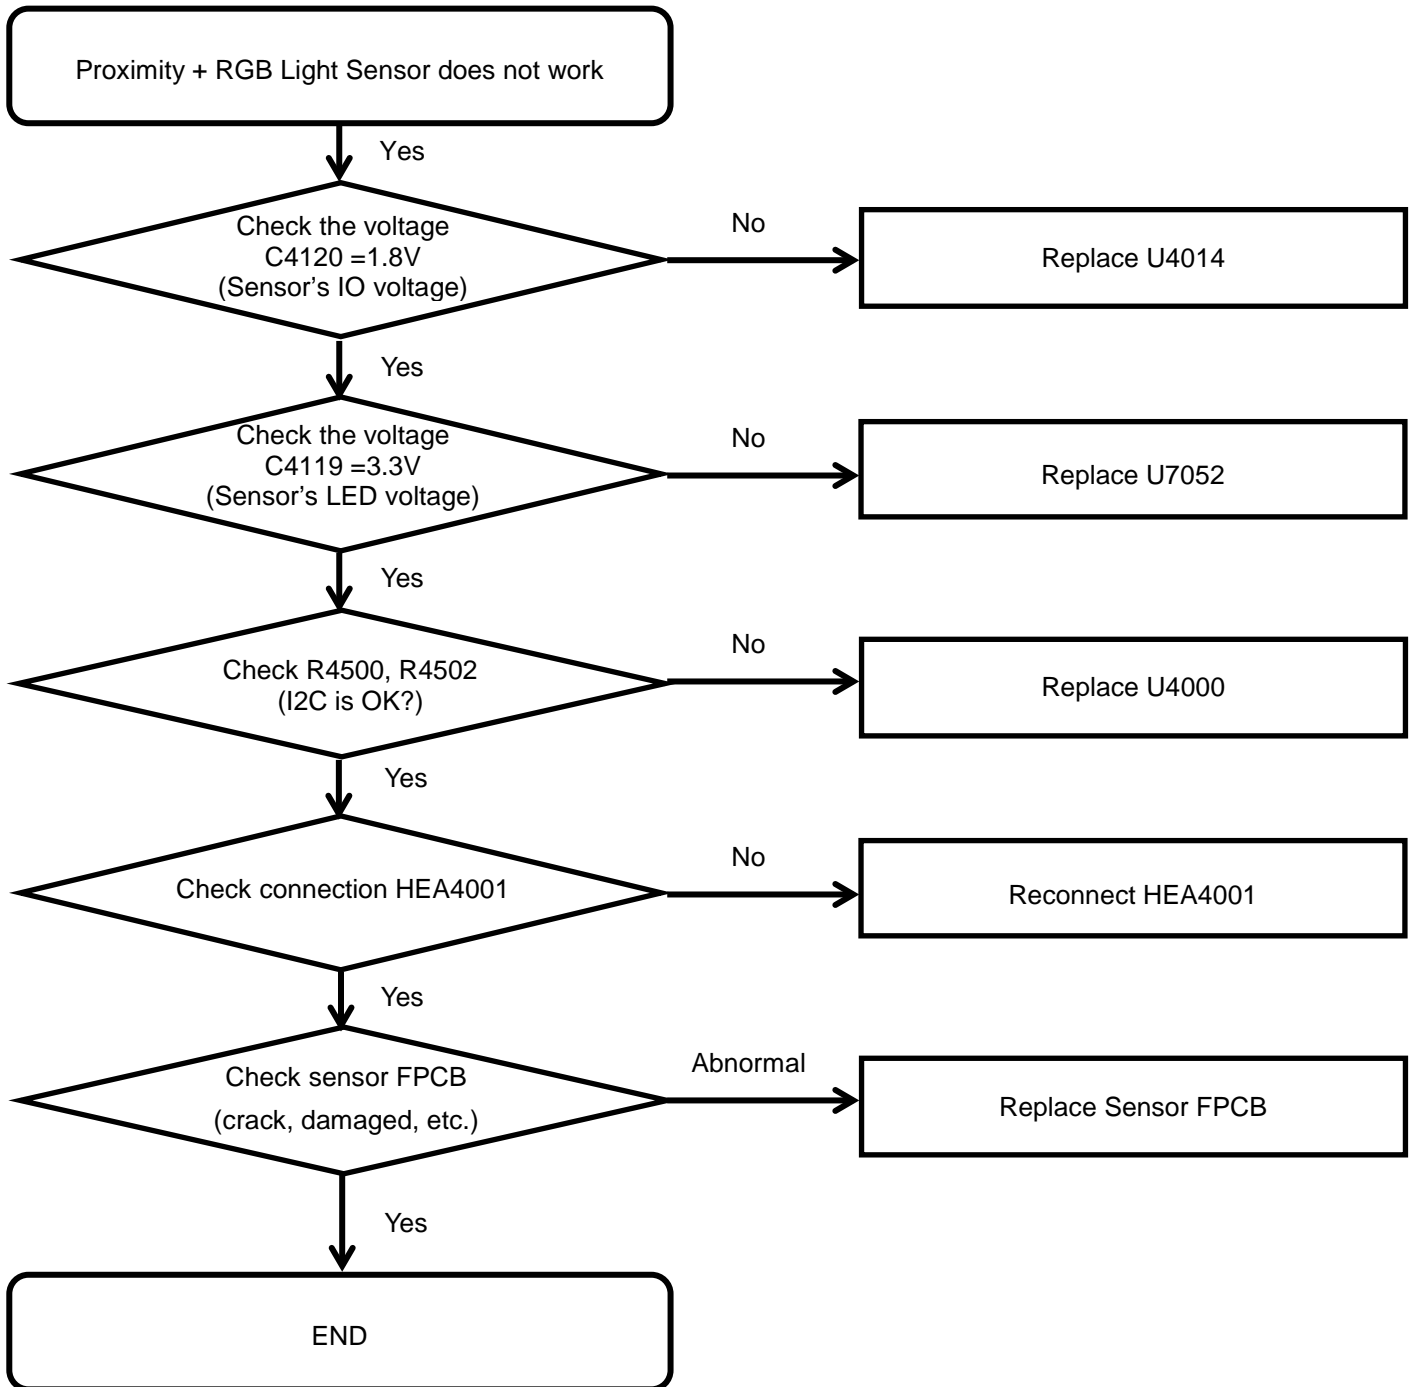 Proximity + RGB Light Sensor does not work
Yes
Check the voltage
C4120 =1.8V
(Sensor's IO voltage)
No
Replace U4014
Yes
Check the voltage
C4119 =3.3V
(Sensor's LED voltage)
No
Replace U7052
Yes
Check R4500, R4502
(I2C is OK?)
No
Replace U4000
Yes
Check connection HEA4001
No
Reconnect HEA4001
Yes
Check sensor FPCB
(crack, damaged, etc.)
Abnormal
Replace Sensor FPCB
Yes
END